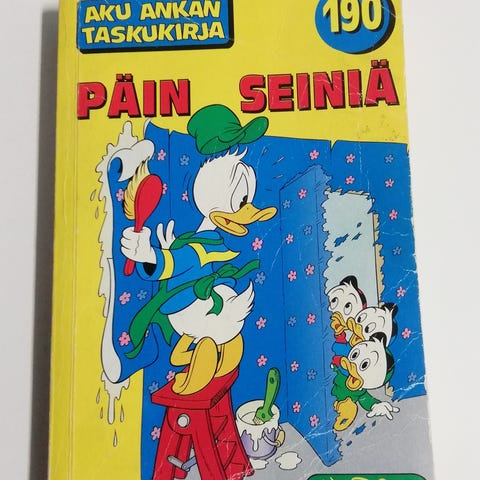 AKU ANKAN
TASKUKIRJA
190
PÄIN SEINIÄ